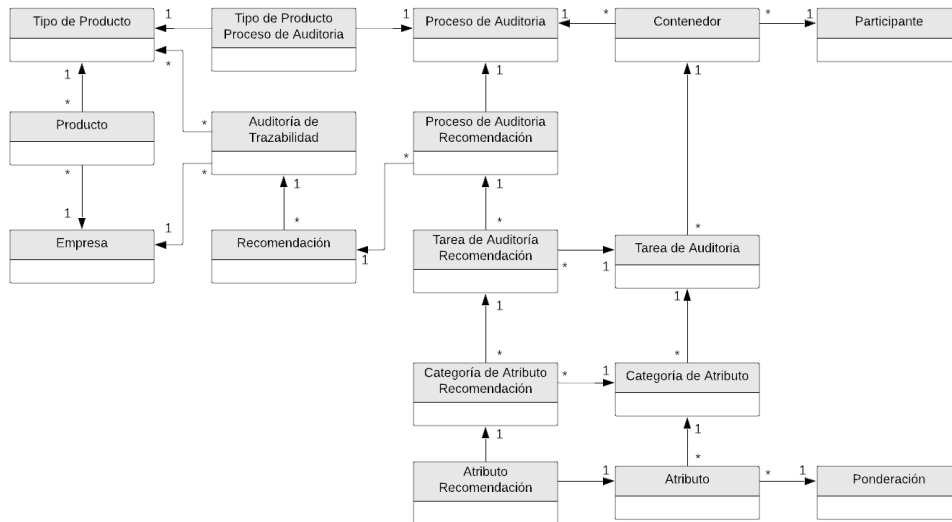 Tipo de Producto
1
Tipo de Producto
Proceso de Auditoria
1
Proceso de Auditoria
1
*
Contenedor
*
1
Participante
1
*
1
1
*
*
Producto
Auditoría de
Trazabilidad
Proceso de Auditoria
Recomendación
*
*
*
1
*
1
1
1
*
*
*
Empresa
Recomendación
1
Tarea de Auditoría
Recomendación
*
1
Tarea de Auditoria
1
1
*
*
Categoría de Atributo
Recomendación
*
1
Categoría de Atributo
1
1
*
Atributo
Recomendación
1
Atributo
*
1
Ponderación